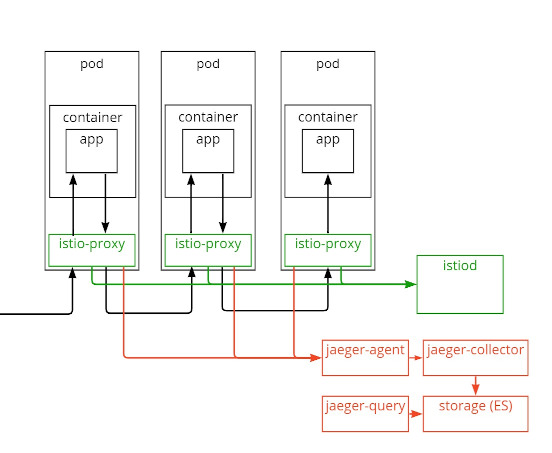 pod
pod
pod
container
container
container
app
app
app
istio-proxy
istio-proxy
istio-proxy
istiod
jaeger-agent
jaeger-collector
jaeger-query
storage (ES)